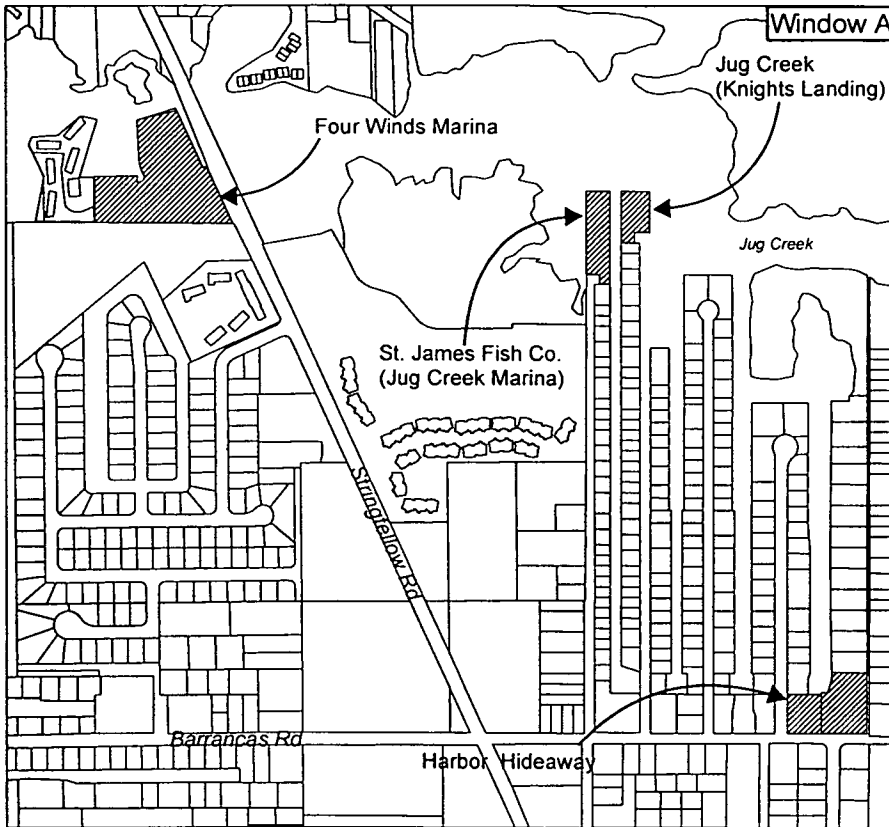 Window A
Jug Creek
(Knights Landing)
Four Winds Marina
Jug Creek
St. James Fish Co.
(Jug Creek Marina)
Stringfellow Rd
Barrancas Rd
Harbor Hideaway